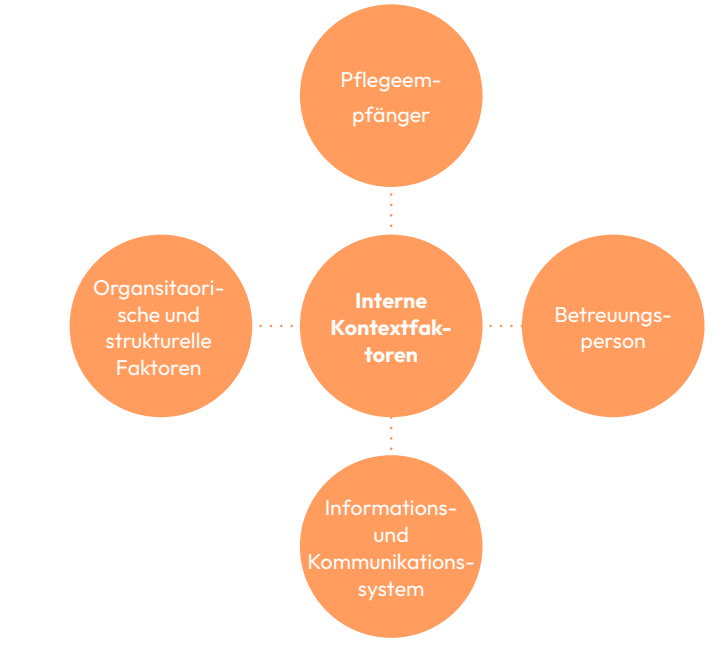 Pflegeem-
pfänger
Organsitaori-
sche und
strukturelle
Faktoren
Interne
Kontextfak-
toren
Betreuungs-
person
Informations-
und
Kommunikations-
system